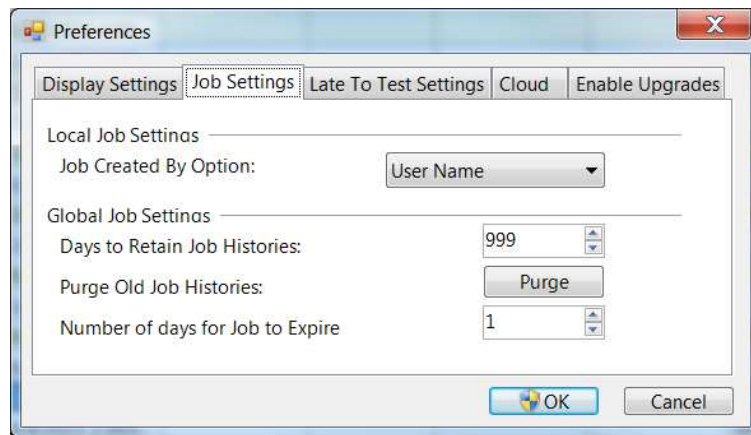 Preferences
X
Display Settings Job Settings Late To Test Settings Cloud Enable Upgrades
Local Job Settings
Job Created By Option: User Name
Global Job Settings
Days to Retain Job Histories: 999
Purge Old Job Histories: Purge
Number of days for Job to Expire 1
OK Cancel